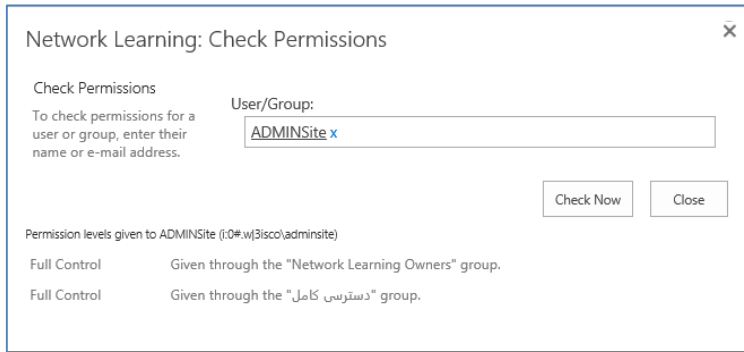 Network Learning: Check Permissions
×
Check Permissions
To check permissions for a
user or group, enter their
name or e-mail address.
User/Group:
ADMINSite x
Check Now
Close
Permission levels given to ADMINSite (i:0#.w|3isco\adminsite)
Full Control Given through the "Network Learning Owners" group.
Full Control Given through the "دسترسی کامل" group.